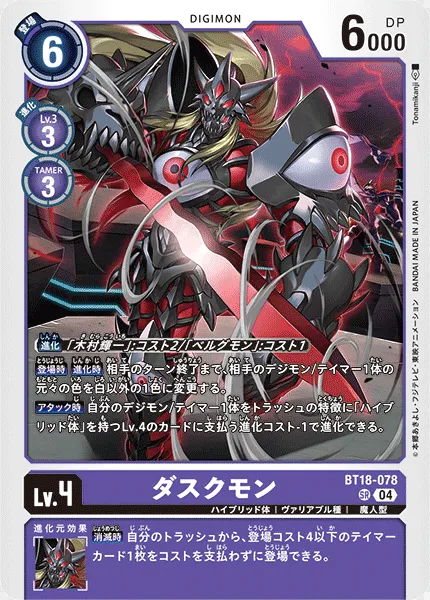 DIGIMON
登場
6
6000
DP
進化
Lv.3
3
TAMER
3
Tonamikanji
©本郷あきよし・フジテレビ・東映アニメーション BANDAI MADE IN JAPAN
進化 「木村輝一」:コスト2/「ベルグモン」:コスト1
登場時 進化時 相手のターン終了まで、相手のデジモン/テイマー1体の
元々の色を白以外の1色に変更する。
アタック時 自分のデジモン/テイマー1体をトラッシュの特徴に「ハイブ
リッド体」を持つLv.4のカードに支払う進化コスト-1で進化できる。
BT18-078
Lv.4
ダスクモン
SR 04
ハイブリッド体 | ヴァリアブル種 | 魔人型
進化元効果
消滅時 自分のトラッシュから、登場コスト4以下のテイマー
カード1枚をコストを支払わずに登場できる。